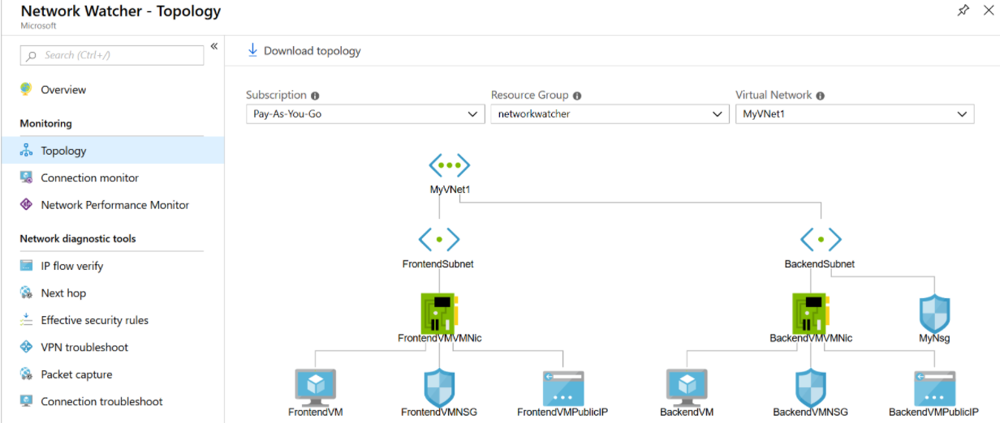 Network Watcher - Topology
Microsoft
Search (Ctrl+/)
«
Overview
Monitoring
Topology
Connection monitor
Network Performance Monitor
Network diagnostic tools
IP flow verify
Next hop
Effective security rules
VPN troubleshoot
Packet capture
Connection troubleshoot
Download topology
Subscription Resource Group Virtual Network
Pay-As-You-Go networkwatcher MyVNet1
MyVNet1
FrontendSubnet BackendSubnet
FrontendVMVMNic BackendVMVMNic MyNsg
FrontendVM FrontendVMNSG FrontendVMPublicIP BackendVM BackendVMNSG BackendVMPublicIP